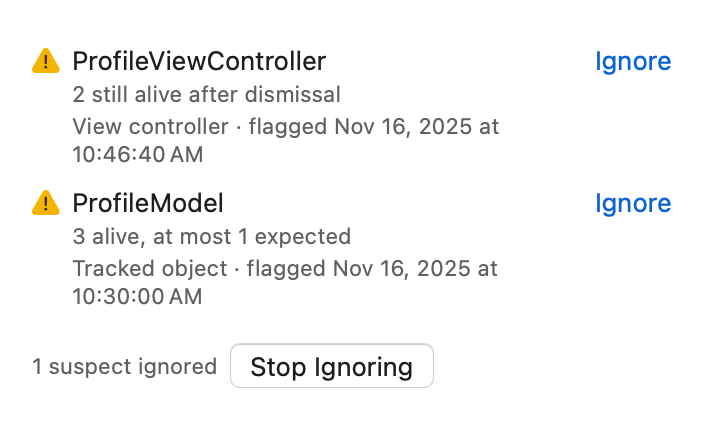 ProfileViewController
Ignore
2 still alive after dismissal
View controller · flagged Nov 16, 2025 at
10:46:40 AM
ProfileModel
Ignore
3 alive, at most 1 expected
Tracked object · flagged Nov 16, 2025 at
10:30:00 AM
1 suspect ignored
Stop Ignoring